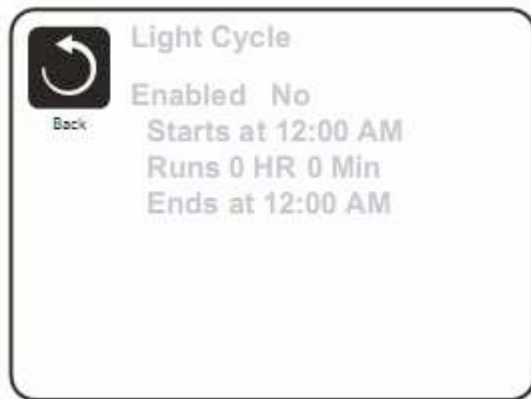 Light Cycle
Back
Enabled No
Starts at 12:00 AM
Runs 0 HR 0 Min
Ends at 12:00 AM